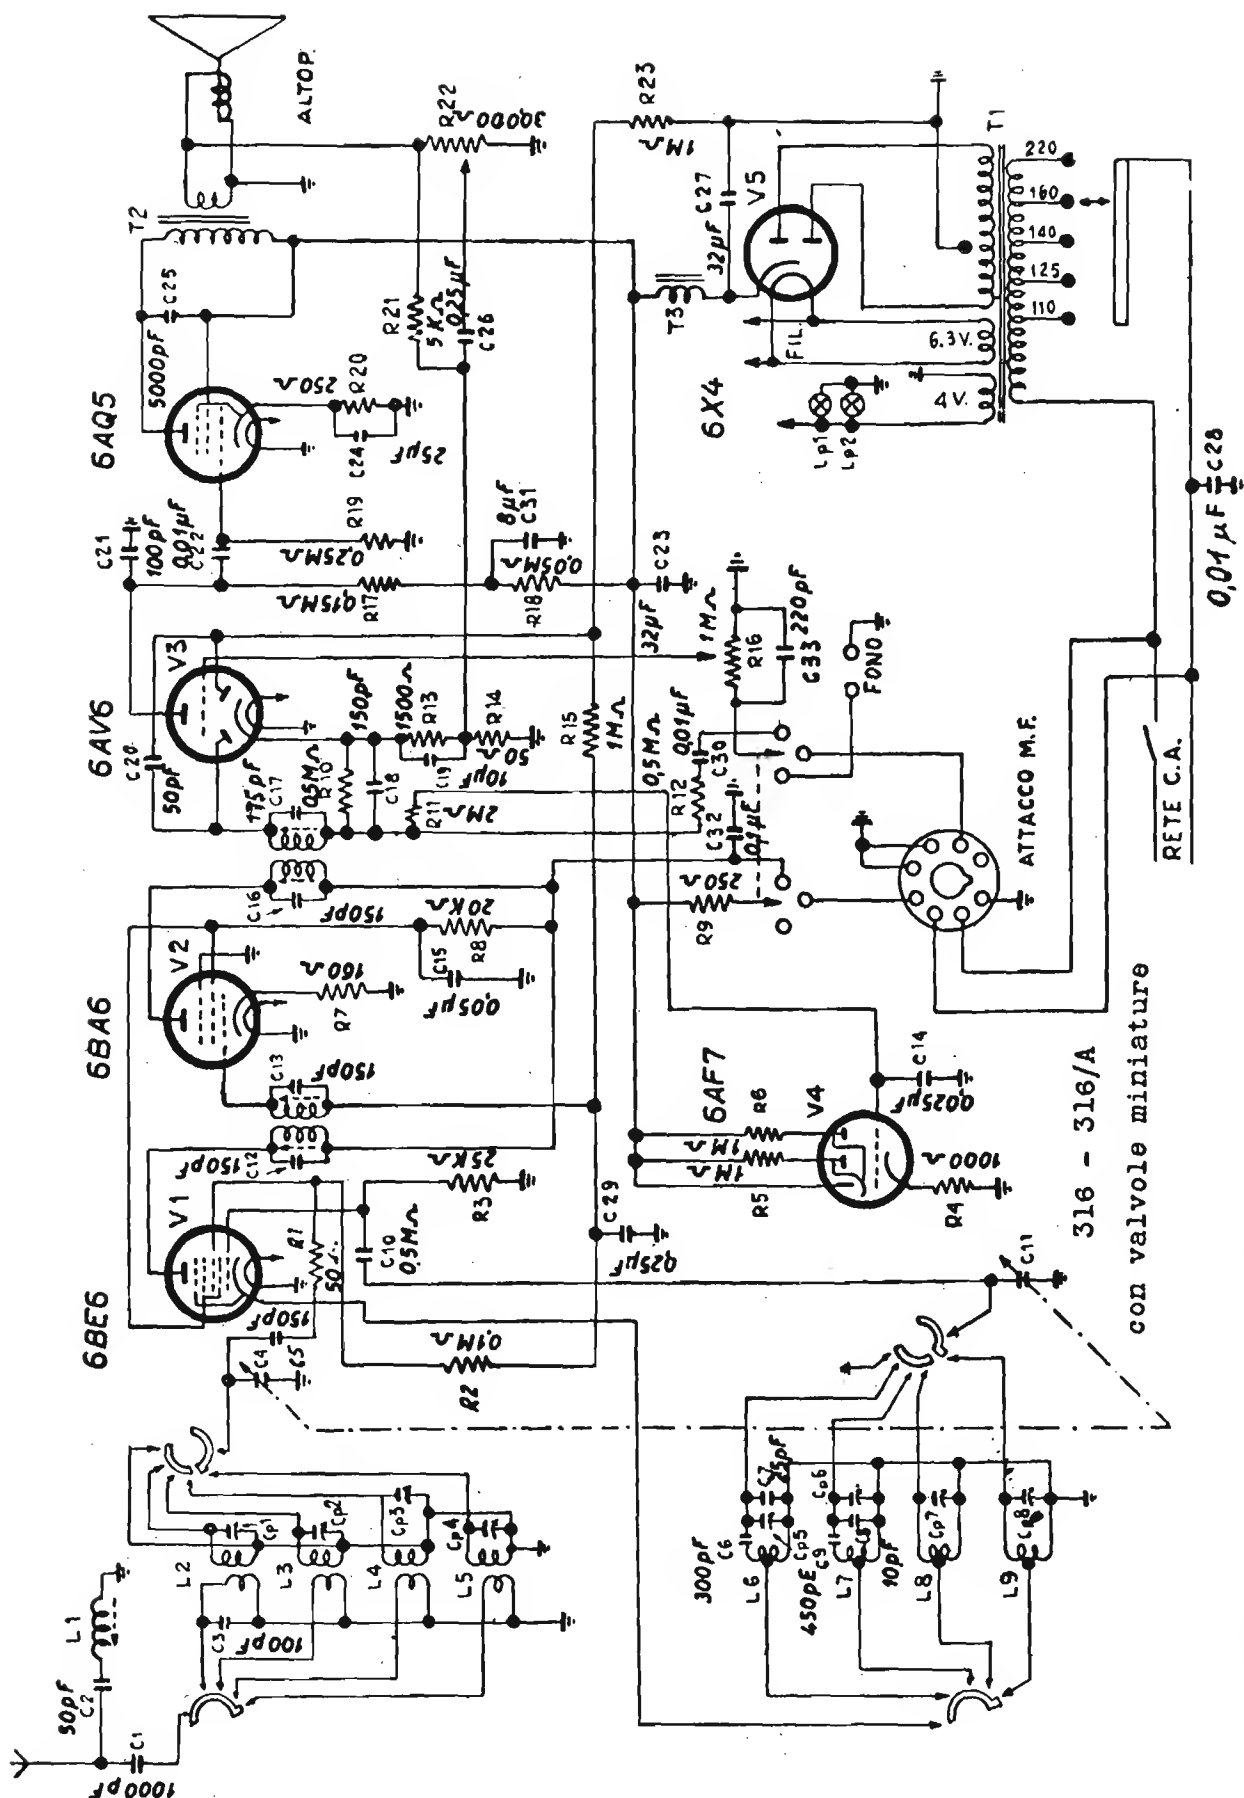 ALTOP.
T2
C25
5000pF
6AQ5
R22
30000Ω
R21
5KΩ
0,25µF
C26
250Ω
R20
C24
25µF
R23
1MΩ
C27
32µF
V5
T3
FIL.
6X4
Lp1
Lp2
6.3V.
4V.
T1
220
160
140
125
110
C28
0,01µF
C21
100pF
0,01µF
C22
R19
0,25MΩ
0,15MΩ
R17
8µF
C31
0,05MΩ
R18
C23
32µF
6AV6
V3
C20
50pF
175pF
C17
0,5MΩ
R10
150pF
C18
1500Ω
R13
R14
50Ω
10µF
C19
R11
2MΩ
R15
1MΩ
1MΩ
R16
220pF
C33
FONO
0,5MΩ
R12
0,01µF
C30
C32
0,1µF
250Ω
R9
ATTACCO M.F.
RETE C.A.
6BA6
V2
C16
150pF
160Ω
R7
20KΩ
R8
C15
0,05µF
C13
150pF
6BE6
V1
150pF
C12
25KΩ
R3
R1
50Ω
C10
0,5MΩ
150pF
C4
C5
0,1MΩ
R2
C29
0,25µF
6AF7
V4
R6
1MΩ
1MΩ
R5
1000Ω
R4
C14
0,025µF
C11
316 - 316/A
con valvole miniature
L1
50pF
C2
C1
1000pF
L2
Cp1
L3
Cp2
L4
Cp3
L5
Cp4
C3
100pF
300pF
C6
L6
C7
Cp5
450pF
C9
L7
C8
Cp6
10pF
L8
Cp7
L9
Cp8